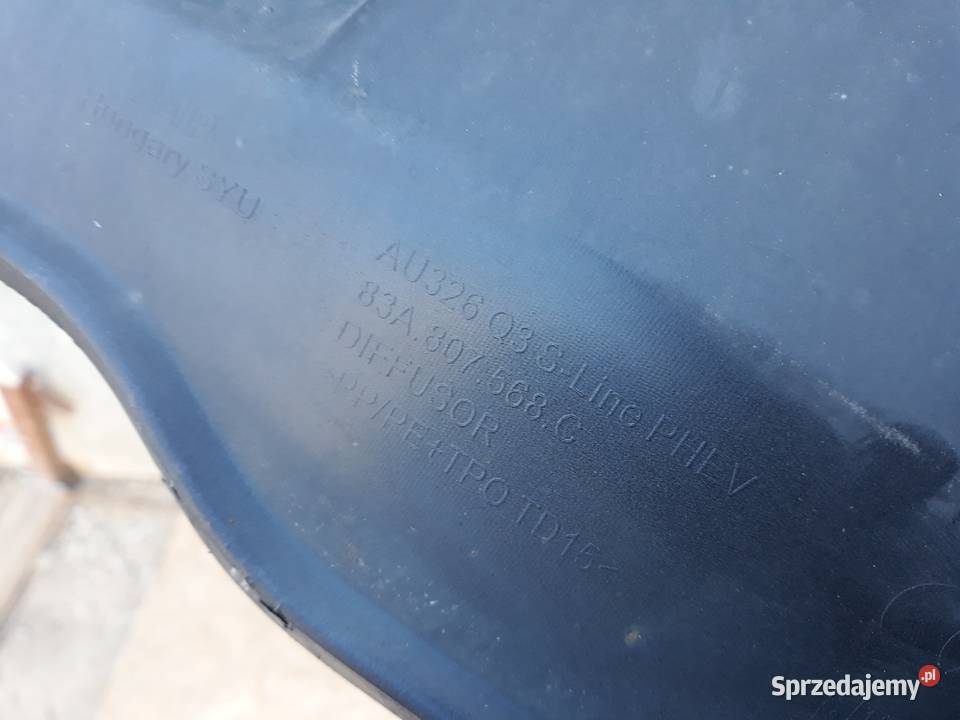 Hungary SYU
AU326 Q3 S-Line PHEV
83A.807.568.C
DIFFUSOR
>PP/PE+TPO TD15<
Sprzedajemy.pl